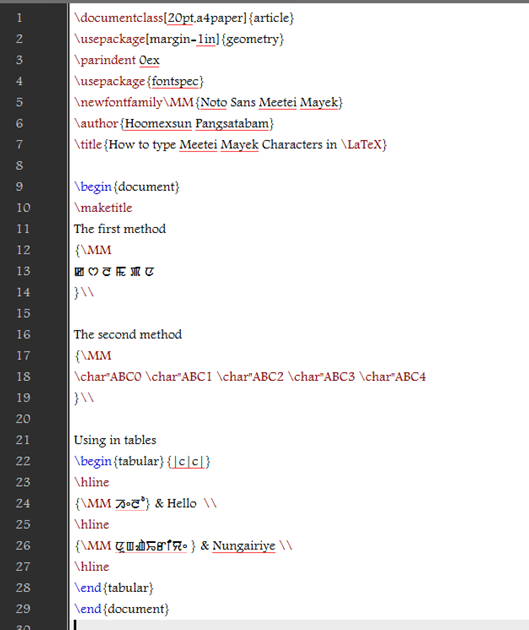 1 \documentclass[20pt,a4paper]{article}
2 \usepackage[margin=1in]{geometry}
3 \parindent 0ex
4 \usepackage{fontspec}
5 \newfontfamily\MM{Noto Sans Meetei Mayek}
6 \author{Hoomexsun Pangsatabam}
7 \title{How to type Meetei Mayek Characters in \LaTeX}
8
9 \begin{document}
10 \maketitle
11 The first method
12 {\MM
13 ꯀ ꯁ ꯂ ꯃ ꯄ ꯅ
14 }\\
15
16 The second method
17 {\MM
18 \char"ABC0 \char"ABC1 \char"ABC2 \char"ABC3 \char"ABC4
19 }\\
20
21 Using in tables
22 \begin{tabular}{|c|c|}
23 \hline
24 {\MM ꯍꯦꯂꯣ} & Hello \\
25 \hline
26 {\MM ꯅꯨꯡꯉꯥꯏꯔꯤꯌꯦ } & Nungairiye \\
27 \hline
28 \end{tabular}
29 \end{document}
30